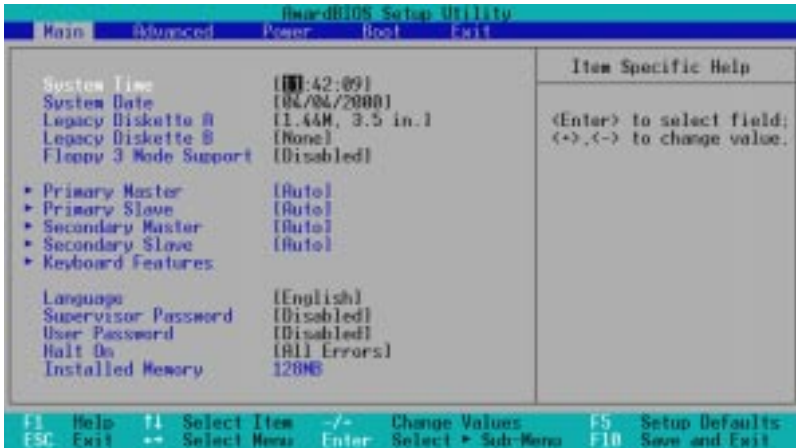 AwardBIOS Setup Utility
Main Advanced Power Boot Exit
Item Specific Help
System Time [11:42:09]
System Date [04/04/2000]
Legacy Diskette A [1.44M, 3.5 in.]
Legacy Diskette B [None]
Floppy 3 Mode Support [Disabled]
<Enter> to select field;
<+>,<-> to change value.
▸ Primary Master [Auto]
▸ Primary Slave [Auto]
▸ Secondary Master [Auto]
▸ Secondary Slave [Auto]
▸ Keyboard Features
Language [English]
Supervisor Password [Disabled]
User Password [Disabled]
Halt On [All Errors]
Installed Memory 128MB
F1 Help ↑↓ Select Item -/+ Change Values F5 Setup Defaults
ESC Exit ←→ Select Menu Enter Select ▸ Sub-Menu F10 Save and Exit